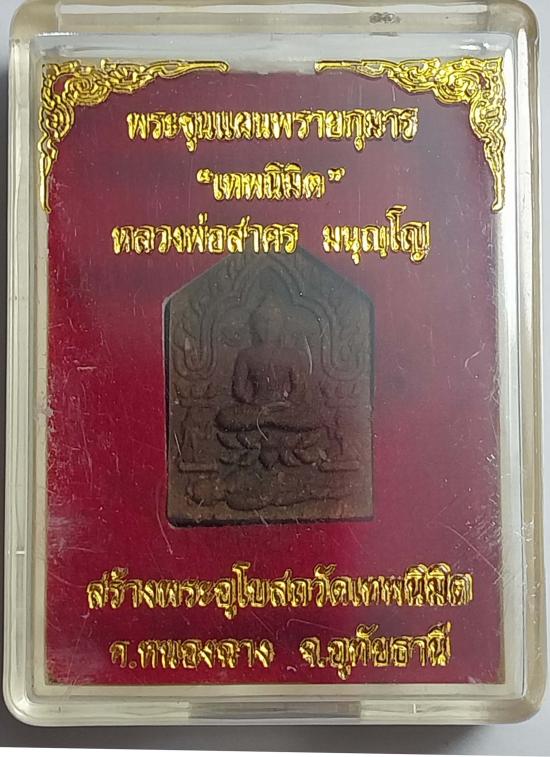 พระขุนแผนพรายกุมาร
“เทพนิมิต”
หลวงพ่อสาคร มนุญฺโญ
สร้างพระอุโบสถวัดเทพนิมิต
ต.หนองฉาง จ.อุทัยธานี